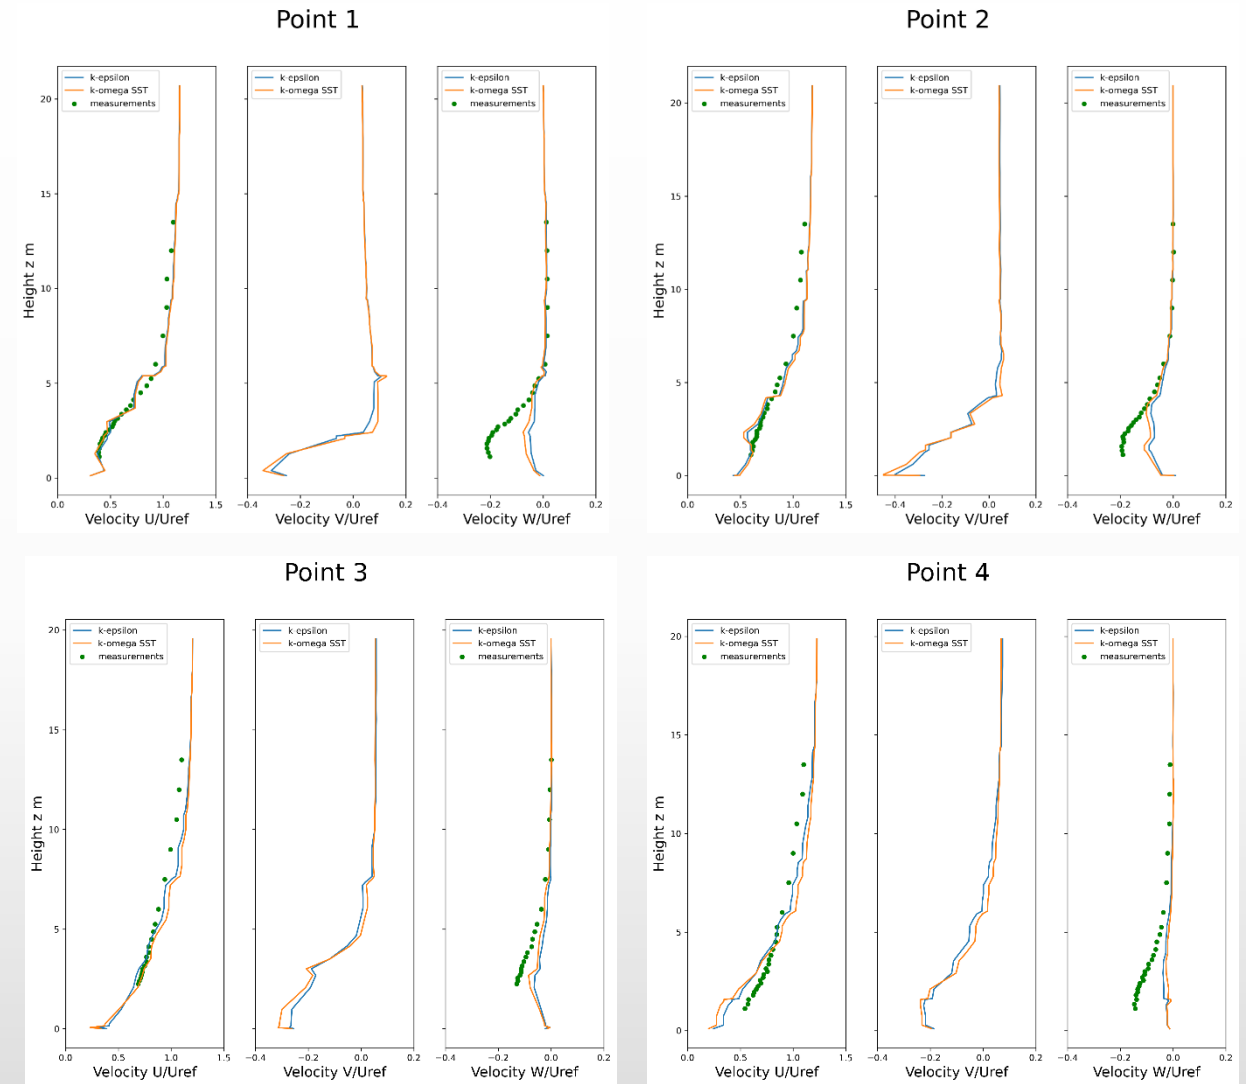 Point 1
k-epsilon
k-omega SST
measurements
k-epsilon
k-omega SST
k-epsilon
k-omega SST
measurements
20
15
10
5
0
Height z m
0.0 0.5 1.0 1.5
−0.4 −0.2 0.0 0.2
−0.4 −0.2 0.0 0.2
Velocity U/Uref
Velocity V/Uref
Velocity W/Uref
Point 2
k-epsilon
k-omega SST
measurements
k-epsilon
k-omega SST
k-epsilon
k-omega SST
measurements
20
15
10
5
0
Height z m
0.0 0.5 1.0 1.5
−0.4 −0.2 0.0 0.2
−0.4 −0.2 0.0 0.2
Velocity U/Uref
Velocity V/Uref
Velocity W/Uref
Point 3
k-epsilon
k-omega SST
measurements
k-epsilon
k-omega SST
k-epsilon
k-omega SST
measurements
20
15
10
5
0
Height z m
0.0 0.5 1.0 1.5
−0.4 −0.2 0.0 0.2
−0.4 −0.2 0.0 0.2
Velocity U/Uref
Velocity V/Uref
Velocity W/Uref
Point 4
k-epsilon
k-omega SST
measurements
k-epsilon
k-omega SST
k-epsilon
k-omega SST
measurements
20
15
10
5
0
Height z m
0.0 0.5 1.0 1.5
−0.4 −0.2 0.0 0.2
−0.4 −0.2 0.0 0.2
Velocity U/Uref
Velocity V/Uref
Velocity W/Uref